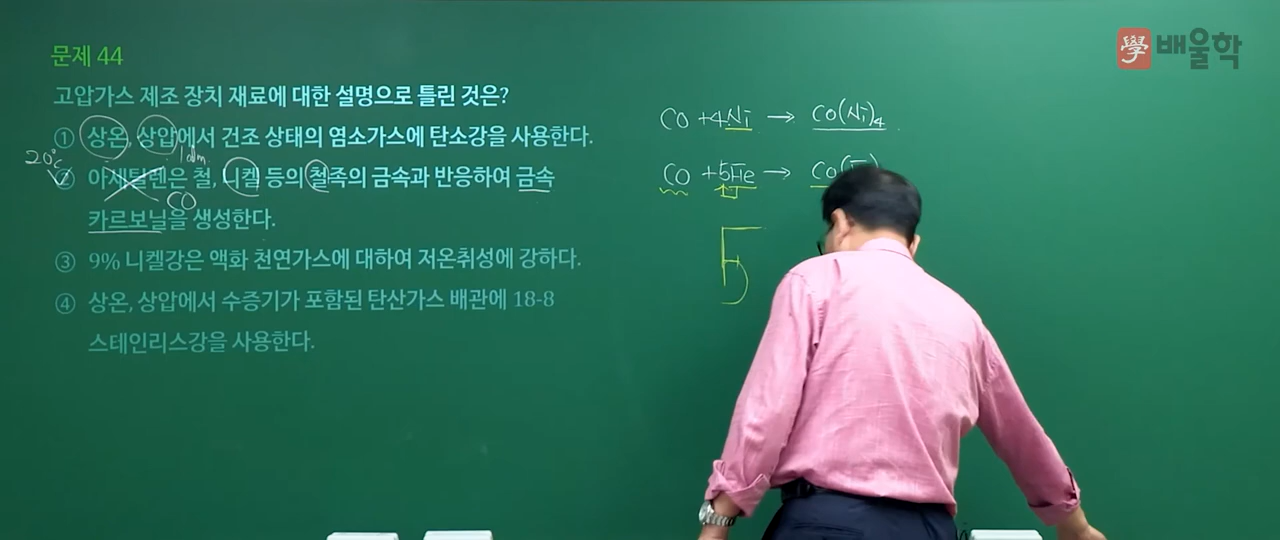 문제 44
고압가스 제조 장치 재료에 대한 설명으로 틀린 것은?
① 상온, 상압에서 건조 상태의 염소가스에 탄소강을 사용한다.
20℃
1atm
② 아세틸렌은 철, 니켈 등의 철족의 금속과 반응하여 금속
CO
카르보닐을 생성한다.
③ 9% 니켈강은 액화 천연가스에 대하여 저온취성에 강하다.
④ 상온, 상압에서 수증기가 포함된 탄산가스 배관에 18-8
스테인리스강을 사용한다.
學 배울학
CO + 4Ni → CO(Ni)₄
CO + 5Fe → CO(